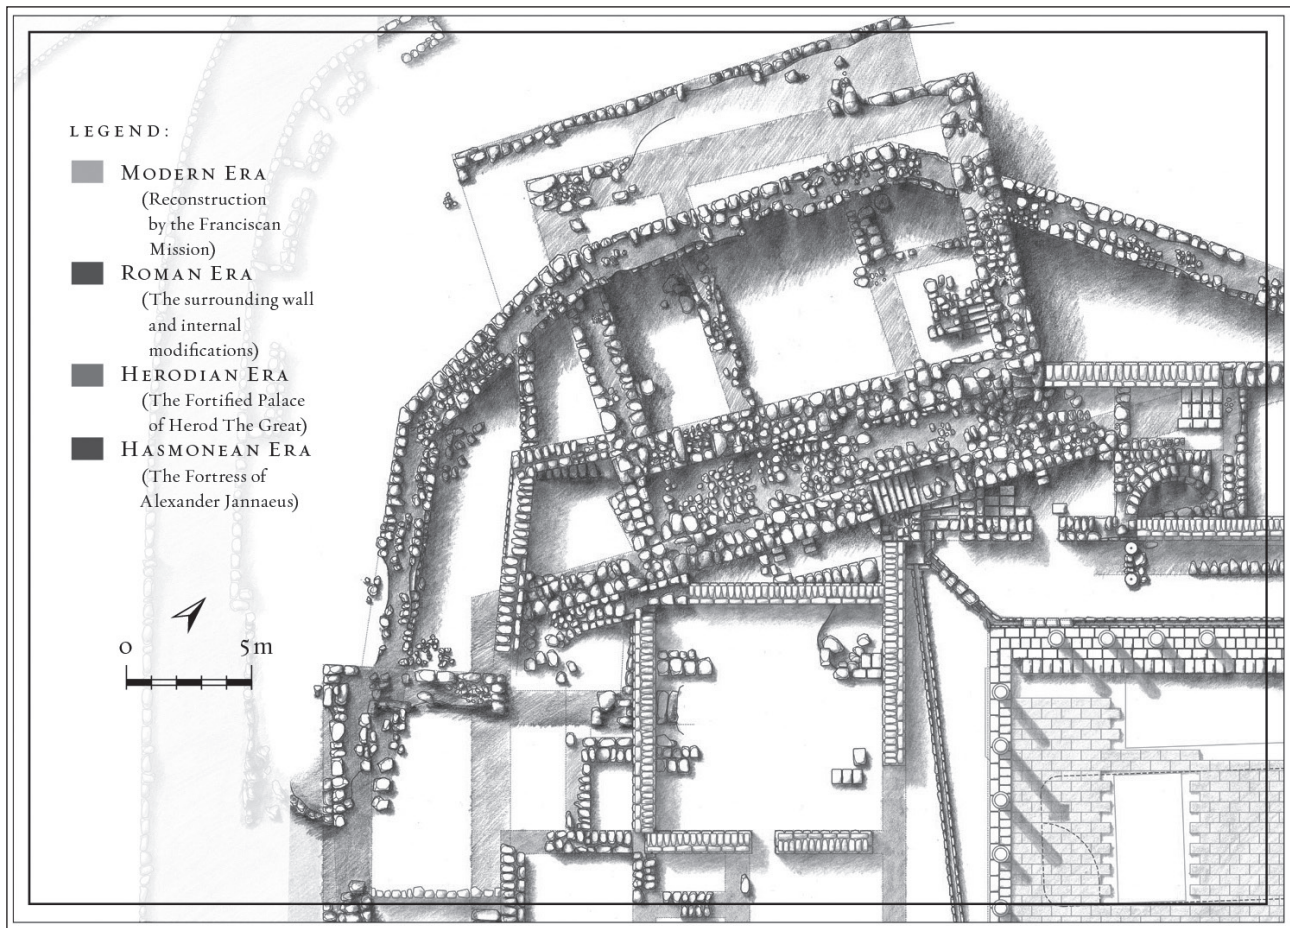 LEGEND:
MODERN ERA
(Reconstruction
by the Franciscan
Mission)
ROMAN ERA
(The surrounding wall
and internal
modifications)
HERODIAN ERA
(The Fortified Palace
of Herod The Great)
HASMONEAN ERA
(The Fortress of
Alexander Jannaeus)
0 5 m